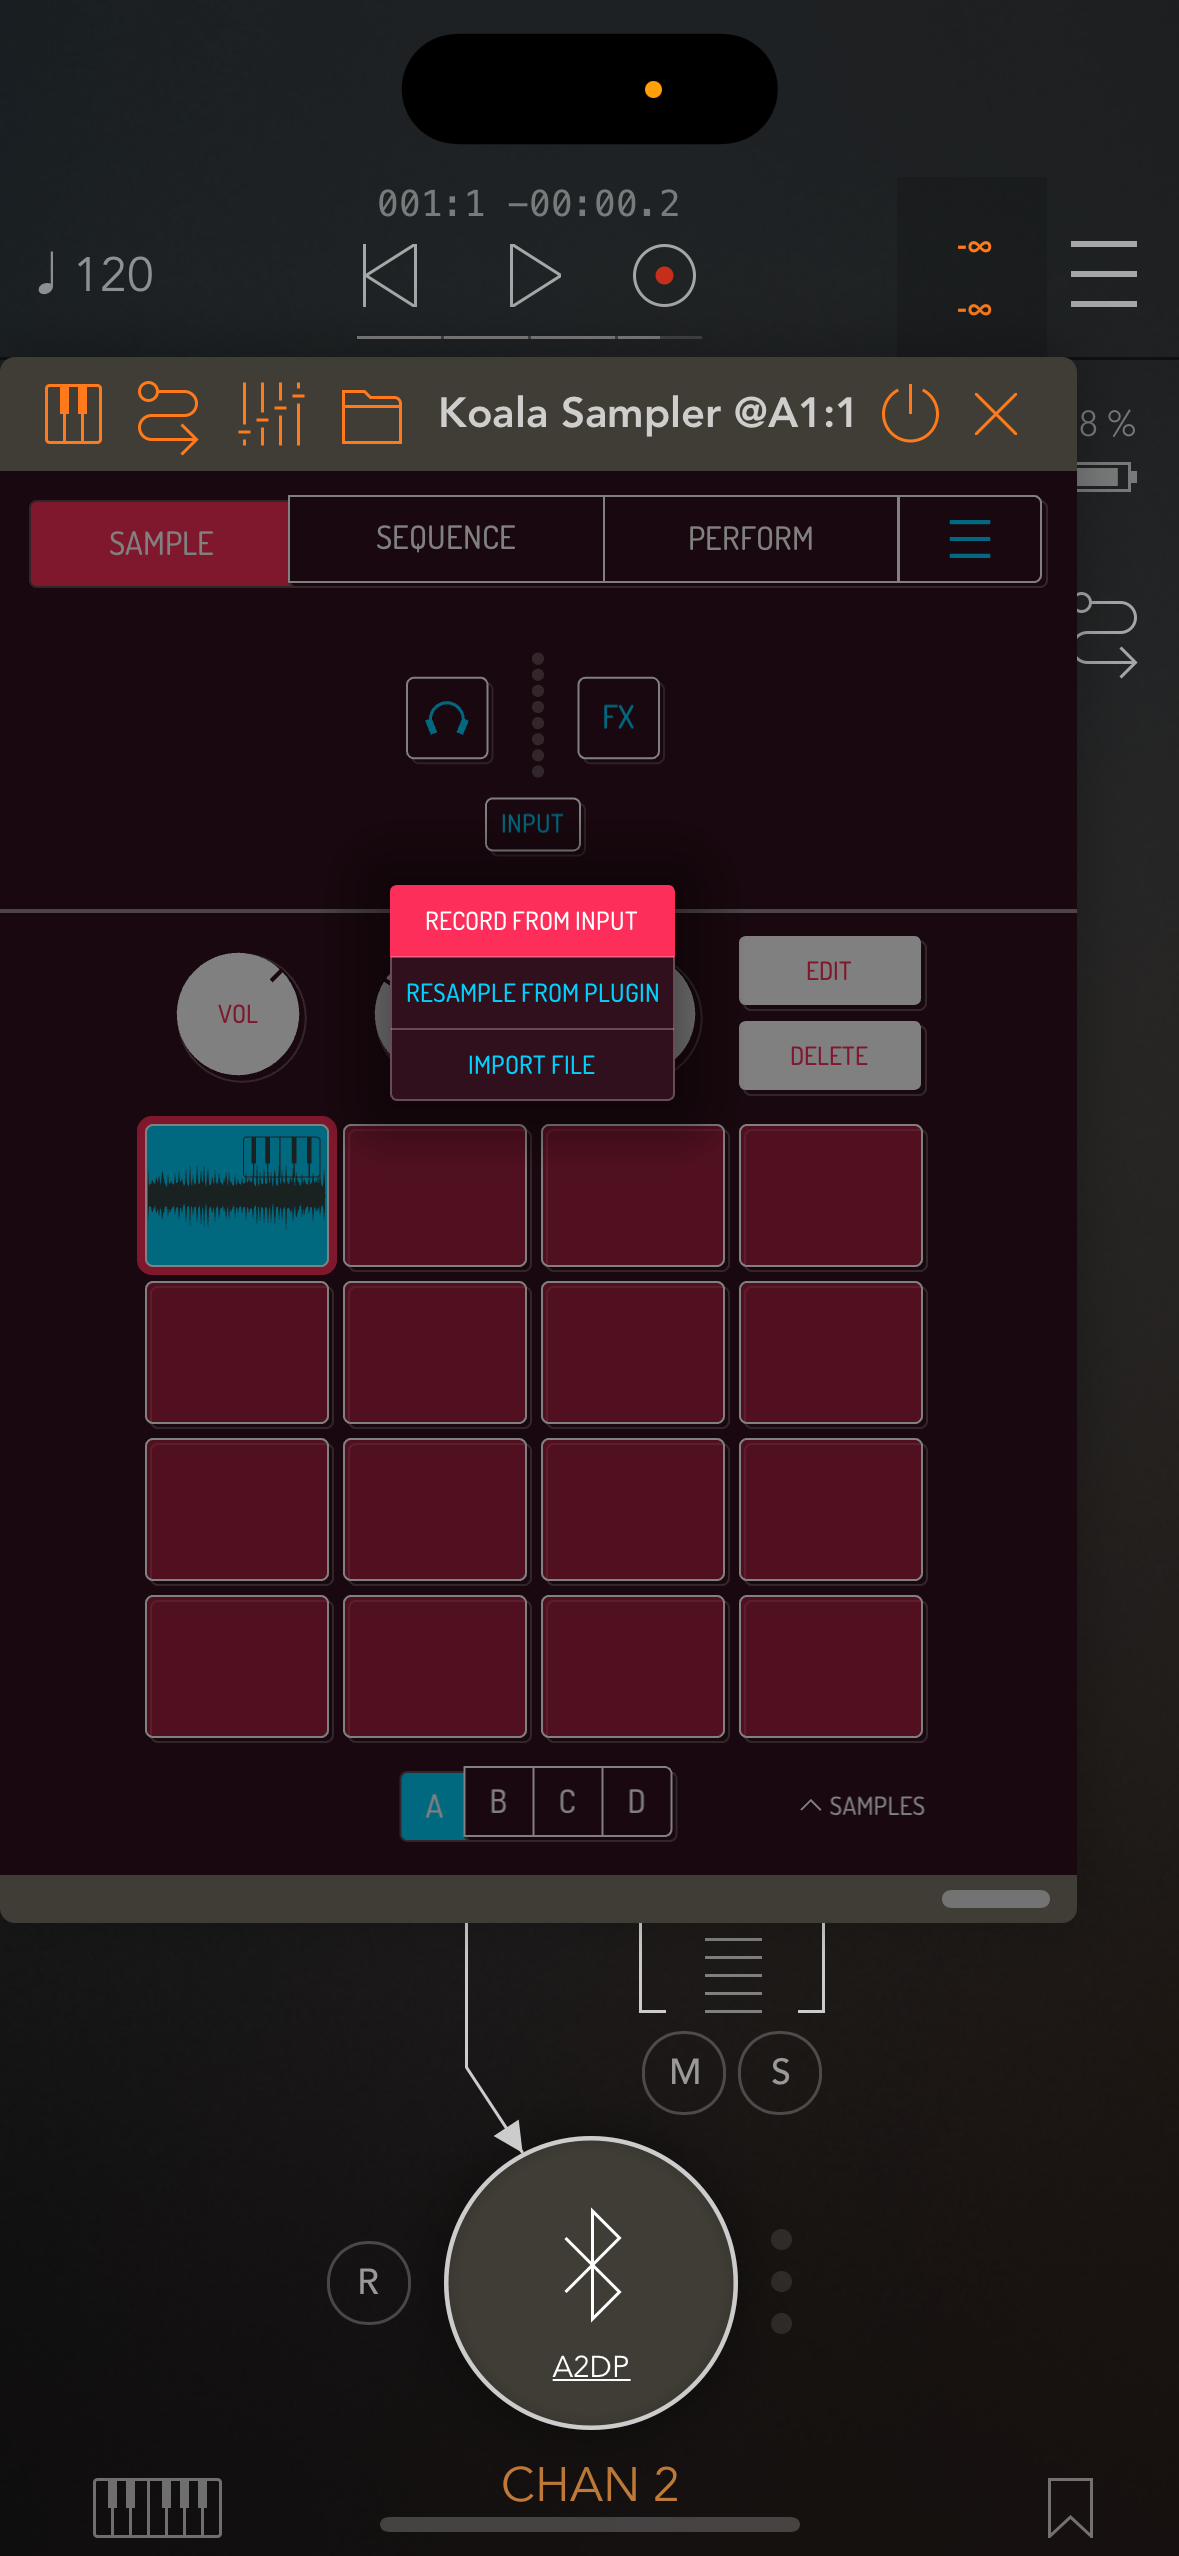 001:1 -00:00.2
120
-∞
-∞
Koala Sampler @A1:1
8 %
SAMPLE
SEQUENCE
PERFORM
FX
INPUT
RECORD FROM INPUT
RESAMPLE FROM PLUGIN
IMPORT FILE
VOL
EDIT
DELETE
A
B
C
D
SAMPLES
M
S
R
A2DP
CHAN 2